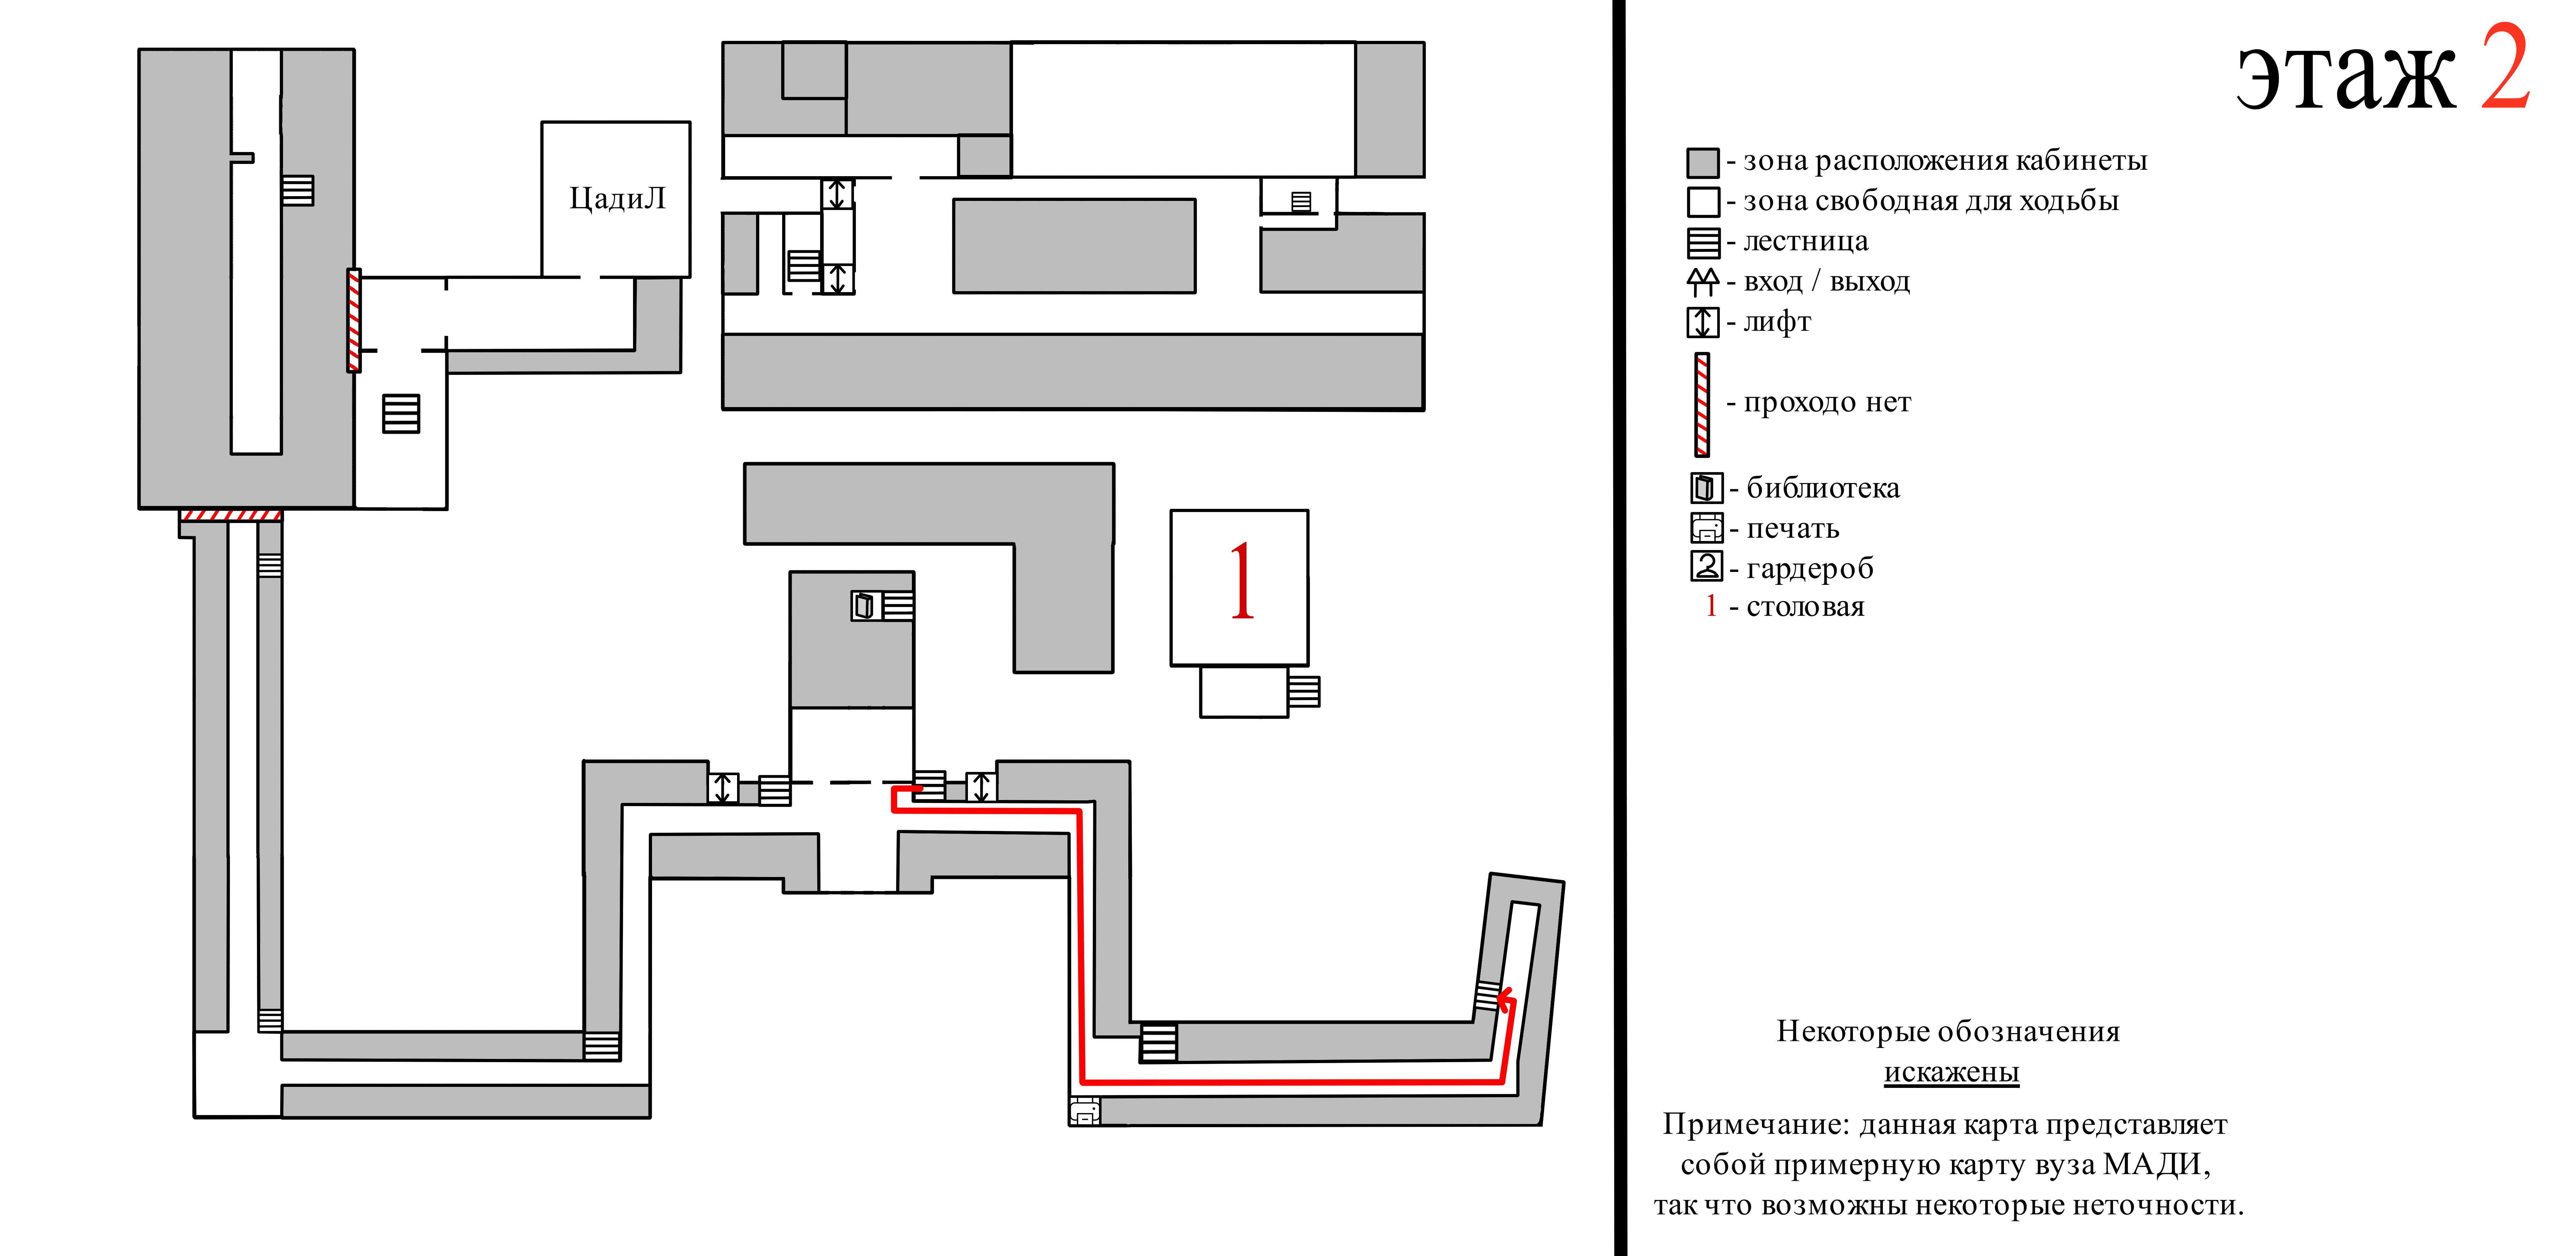 этаж 2
ЦадиЛ
- зона расположения кабинеты
- зона свободная для ходьбы
- лестница
- вход / выход
- лифт
- проходо нет
- библиотека
- печать
- гардероб
1 - столовая
1
Некоторые обозначения
искажены
Примечание: данная карта представляет
собой примерную карту вуза МАДИ,
так что возможны некоторые неточности.